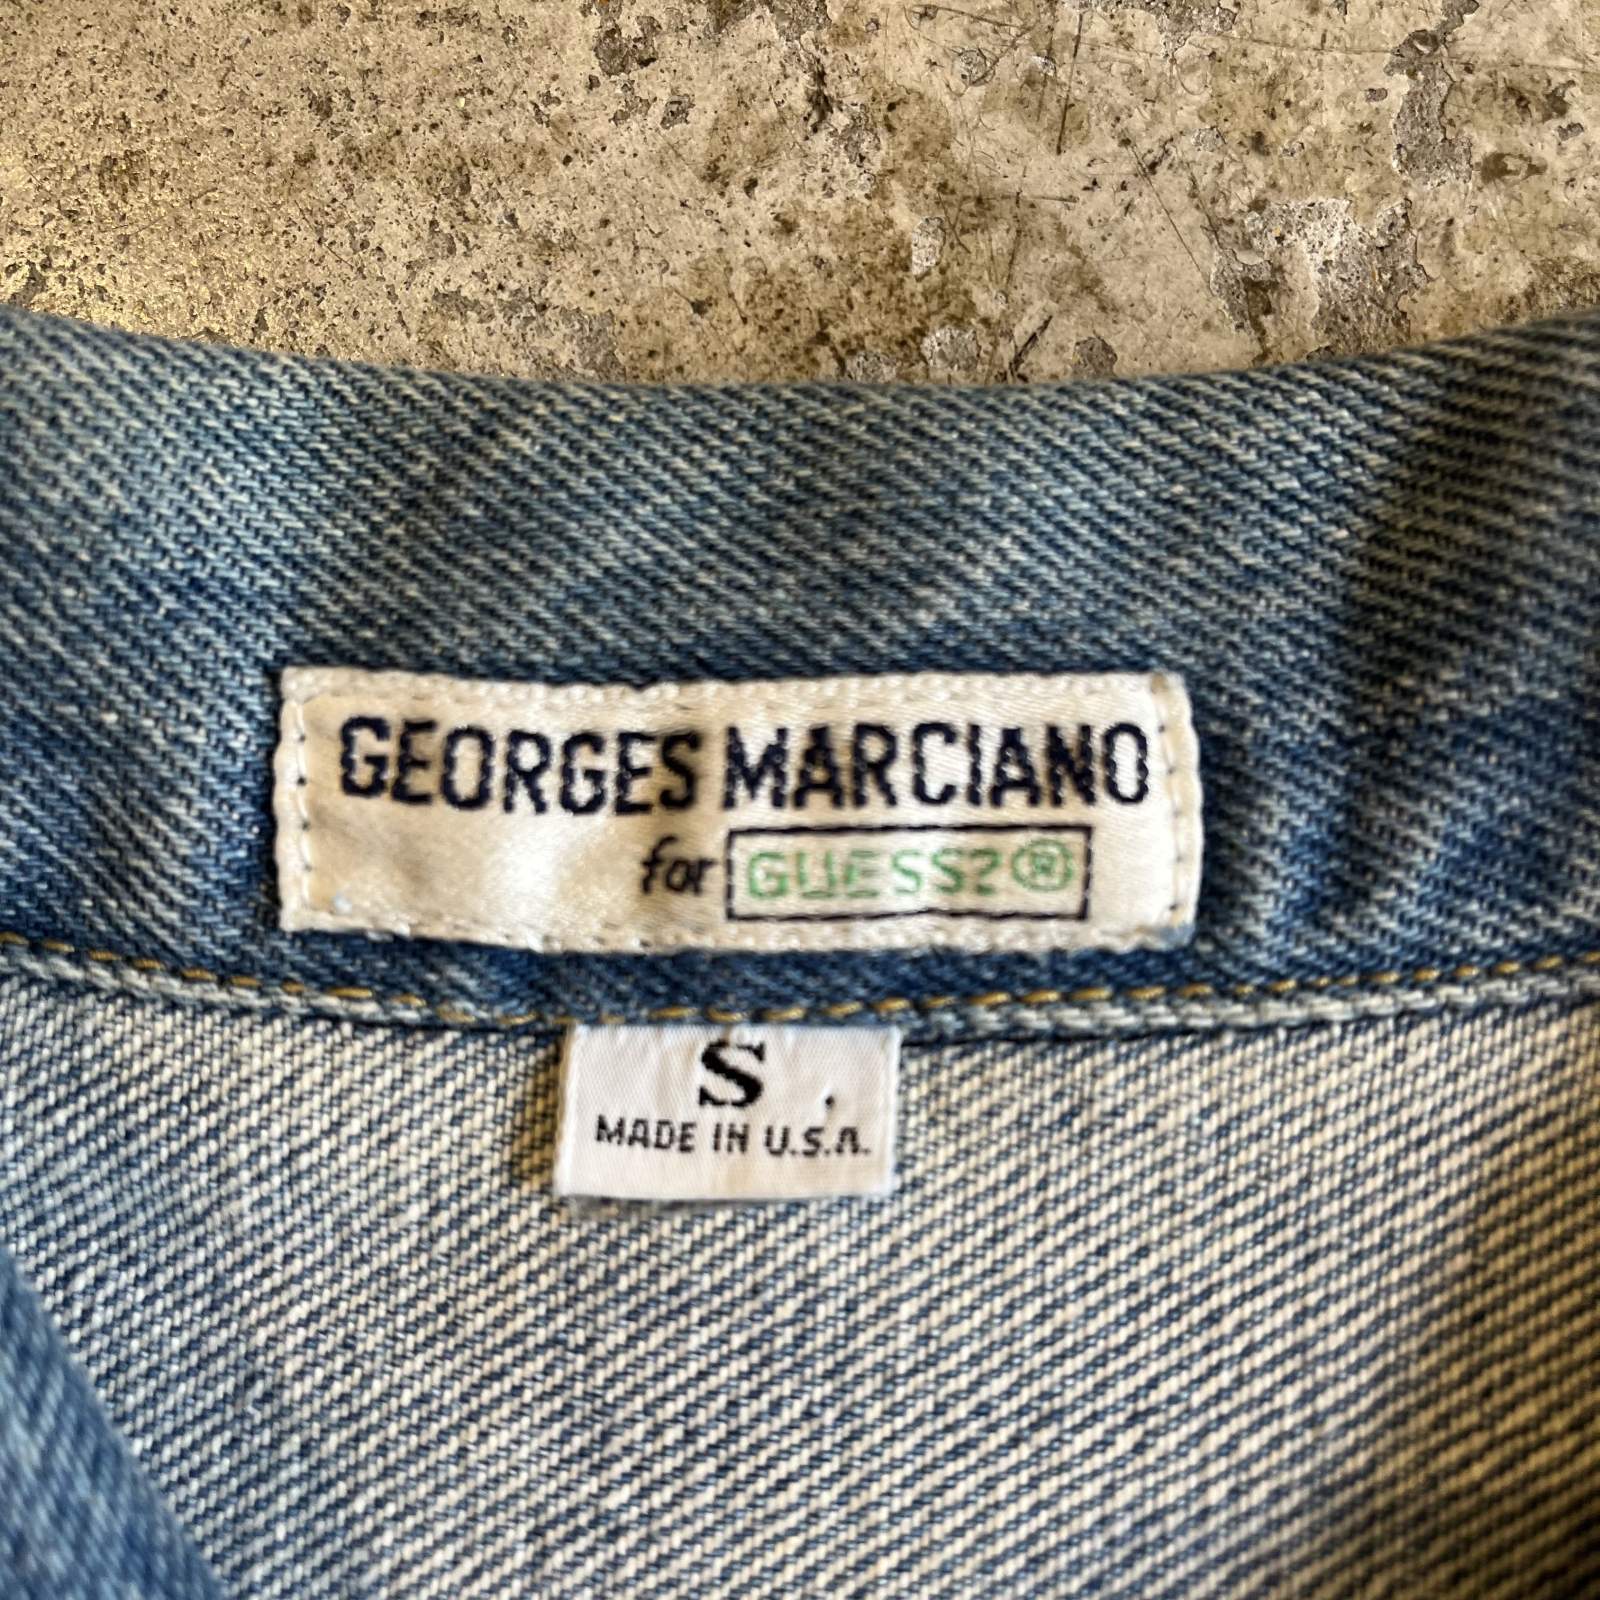 GEORGES MARCIANO
for GUESS?®
S
MADE IN U.S.A.